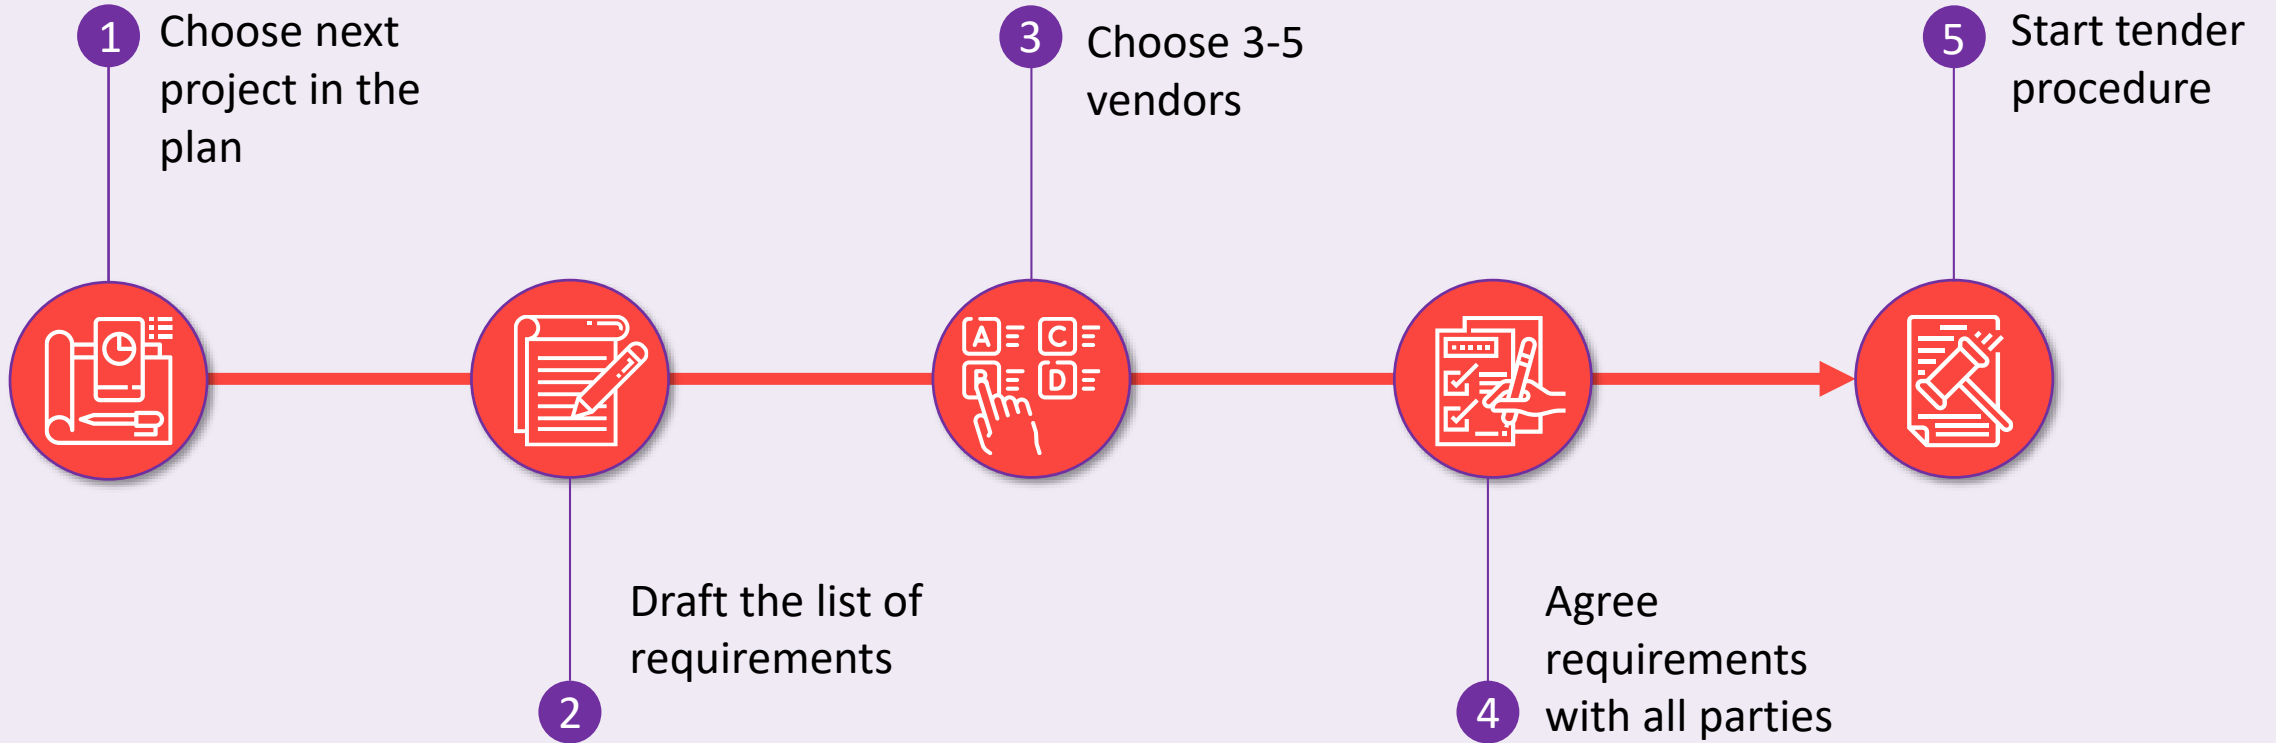 1
Choose next
project in the
plan
2
Draft the list of
requirements
3
Choose 3-5
vendors
A
C
B
D
4
Agree
requirements
with all parties
5
Start tender
procedure